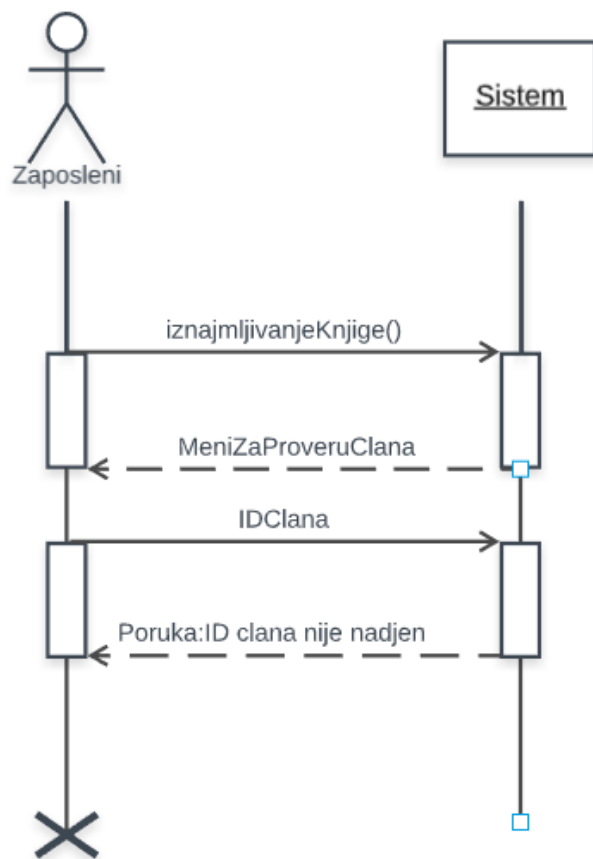 Zaposleni
Sistem
iznajmljivanjeKnjige()
MeniZaProveruClana
IDClana
Poruka:ID clana nije nadjen